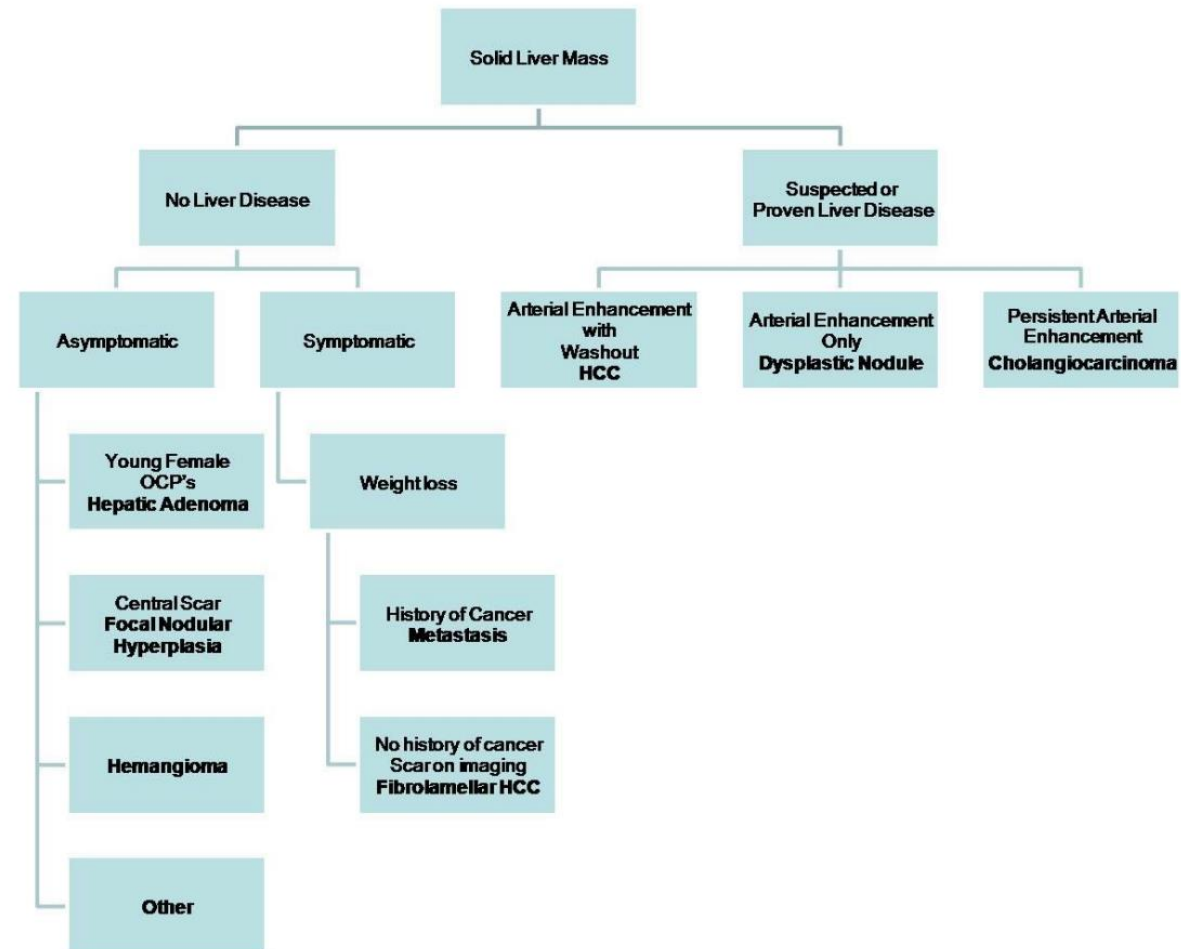 Solid Liver Mass
No Liver Disease
Suspected or
Proven Liver Disease
Asymptomatic
Symptomatic
Arterial Enhancement
with
Washout
HCC
Arterial Enhancement
Only
Dysplastic Nodule
Persistent Arterial
Enhancement
Cholangiocarcinoma
Young Female
OCP's
Hepatic Adenoma
Weight loss
Central Scar
Focal Nodular
Hyperplasia
History of Cancer
Metastasis
Hemangioma
No history of cancer
Scar on imaging
Fibrolamellar HCC
Other